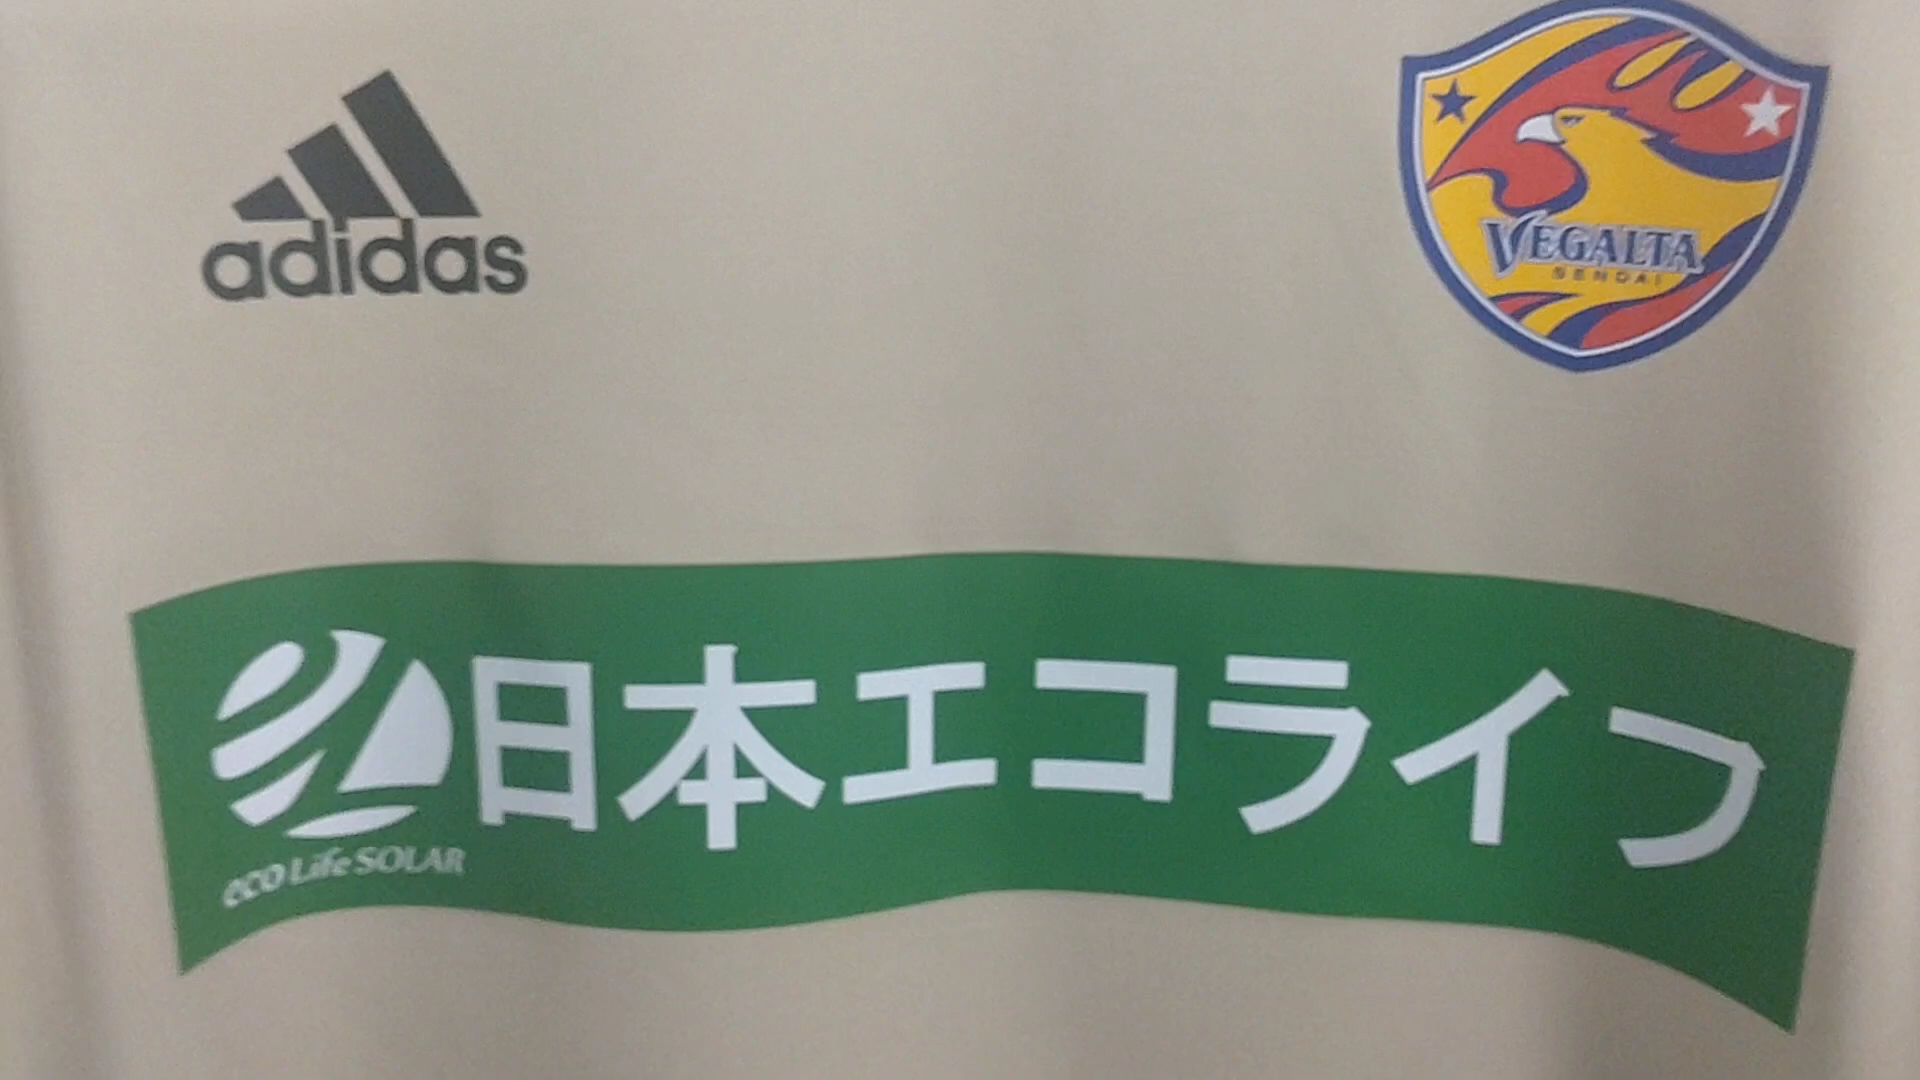 adidas
VEGALTA
SENDAI
日本エコライフ
eco Life SOLAR